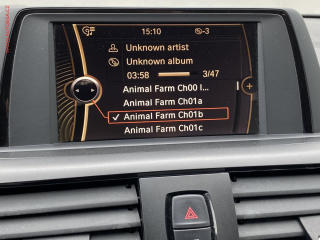 15:10
-3
Unknown artist
Unknown album
03:58 3/47
Animal Farm Ch00 I...
Animal Farm Ch01a
Animal Farm Ch01b
Animal Farm Ch01c